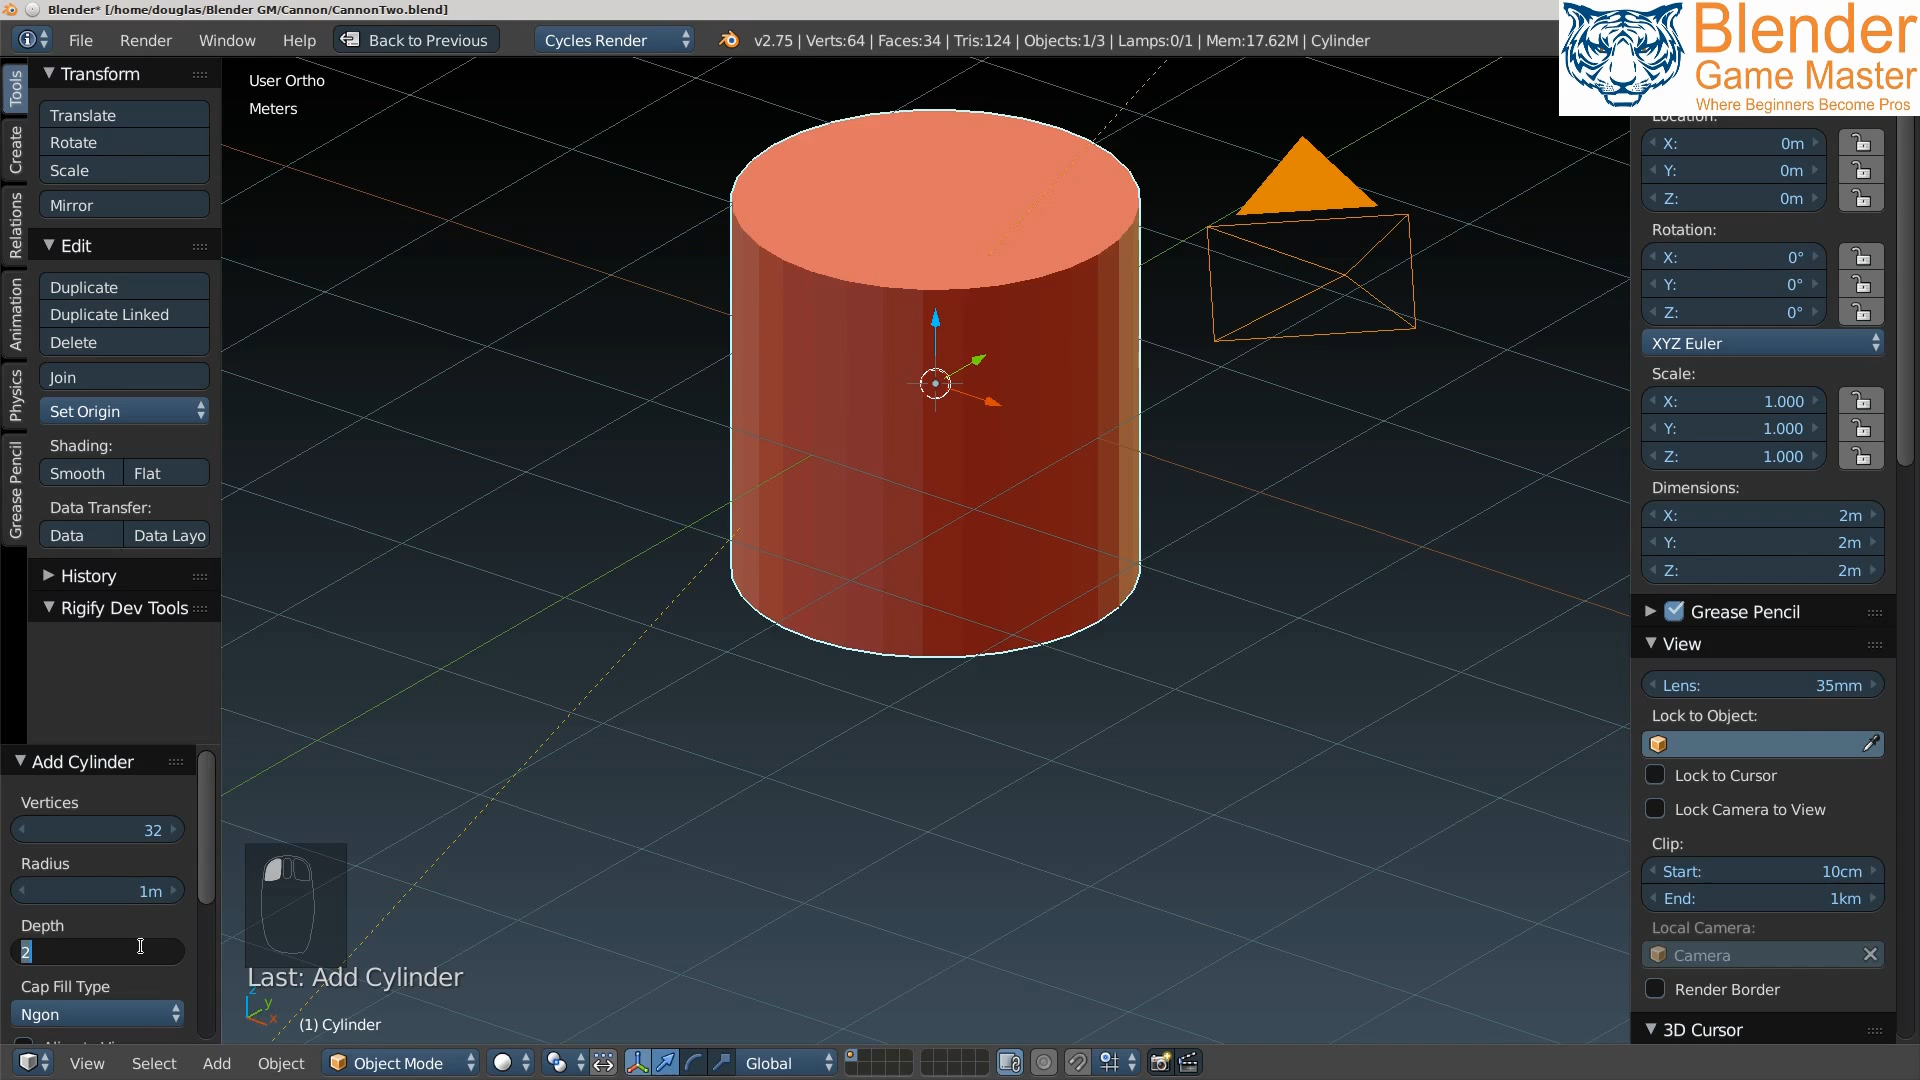 Blender* [/home/douglas/Blender GM/Cannon/CannonTwo.blend]
File Render Window Help Back to Previous Cycles Render v2.75 | Verts:64 | Faces:34 | Tris:124 | Objects:1/3 | Lamps:0/1 | Mem:17.62M | Cylinder
Blender
Game Master
Where Beginners Become Pros
Tools
Create
Relations
Animation
Physics
Grease Pencil
Transform
Translate
Rotate
Scale
Mirror
Edit
Duplicate
Duplicate Linked
Delete
Join
Set Origin
Shading:
Smooth Flat
Data Transfer:
Data Data Layo
History
Rigify Dev Tools
Add Cylinder
Vertices
32
Radius
1m
Depth
2
Cap Fill Type
Ngon
User Ortho
Meters
Last: Add Cylinder
z
y
x
(1) Cylinder
Location:
X: 0m
Y: 0m
Z: 0m
Rotation:
X: 0°
Y: 0°
Z: 0°
XYZ Euler
Scale:
X: 1.000
Y: 1.000
Z: 1.000
Dimensions:
X: 2m
Y: 2m
Z: 2m
Grease Pencil
View
Lens: 35mm
Lock to Object:
Lock to Cursor
Lock Camera to View
Clip:
Start: 10cm
End: 1km
Local Camera:
Camera
Render Border
3D Cursor
View Select Add Object Object Mode Global